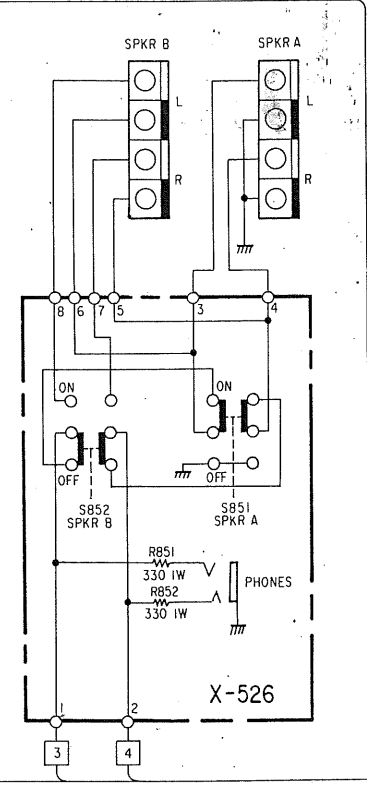 SPKR B
SPKR A
L
L
R
R
8
6
7
5
3
4
ON
ON
OFF
OFF
S852
SPKR B
S851
SPKR A
R851
330 1W
PHONES
R852
330 1W
X-526
1
2
3
4